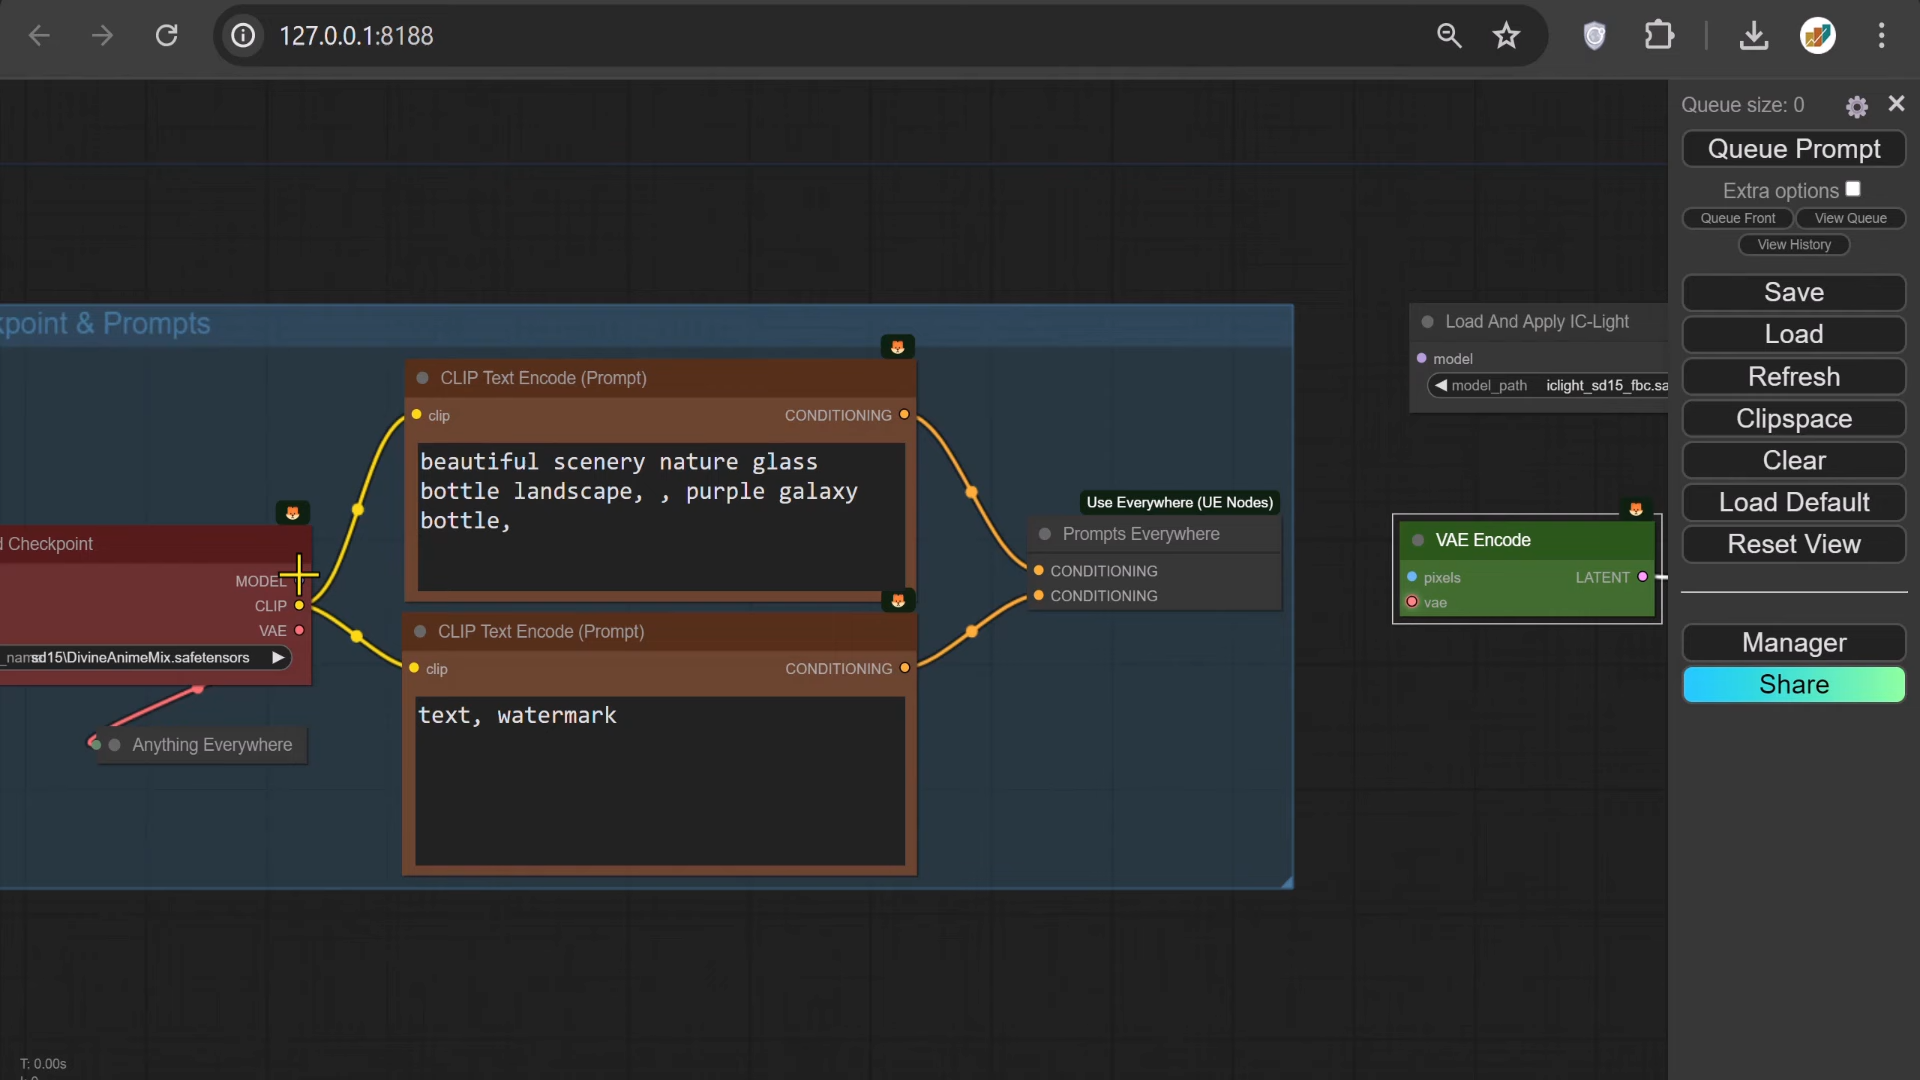 127.0.0.1:8188
Queue size: 0
Queue Prompt
Extra options
Queue Front
View Queue
View History
Save
Load
Refresh
Clipspace
Clear
Load Default
Reset View
Manager
Share
kpoint & Prompts
CLIP Text Encode (Prompt)
clip
CONDITIONING
beautiful scenery nature glass
bottle landscape, , purple galaxy
bottle,
d Checkpoint
MODEL
CLIP
VAE
_name
sd15\DivineAnimeMix.safetensors
Anything Everywhere
CLIP Text Encode (Prompt)
clip
CONDITIONING
text, watermark
Use Everywhere (UE Nodes)
Prompts Everywhere
CONDITIONING
CONDITIONING
Load And Apply IC-Light
model
model_path
iclight_sd15_fbc.sa
VAE Encode
pixels
LATENT
vae
T: 0.00s